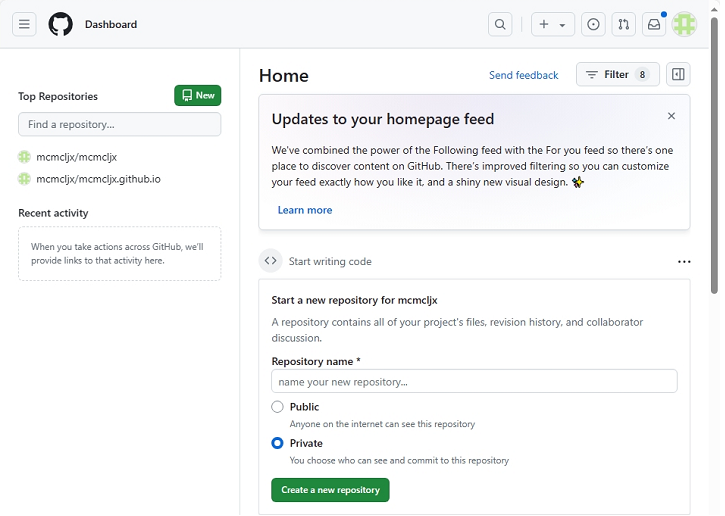 Dashboard
Top Repositories
New
Find a repository...
mcmcljx/mcmcljx
mcmcljx/mcmcljx.github.io
Recent activity
When you take actions across GitHub, we'll
provide links to that activity here.
Home
Send feedback
Filter 8
Updates to your homepage feed
We've combined the power of the Following feed with the For you feed so there's one
place to discover content on GitHub. There's improved filtering so you can customize
your feed exactly how you like it, and a shiny new visual design. ✨
Learn more
Start writing code
Start a new repository for mcmcljx
A repository contains all of your project's files, revision history, and collaborator
discussion.
Repository name *
name your new repository...
Public
Anyone on the internet can see this repository
Private
You choose who can see and commit to this repository
Create a new repository